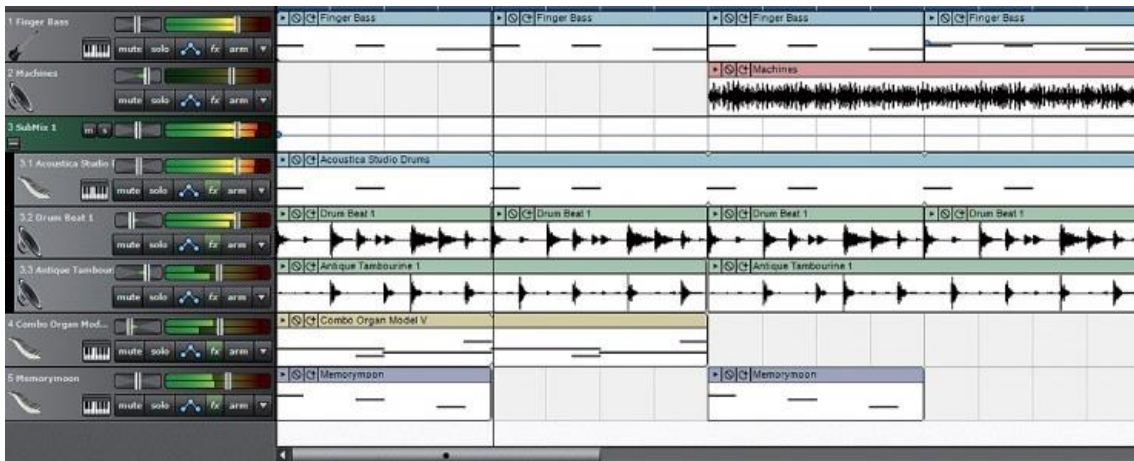 1 Finger Bass
mute solo fx arm
Finger Bass Finger Bass Finger Bass Finger Bass
2 Machines
mute solo fx arm
Machines
3 SubMix 1
m s
3.1 Acoustica Studio
mute solo fx arm
Acoustica Studio Drums
3.2 Drum Beat 1
mute solo fx arm
Drum Beat 1 Drum Beat 1 Drum Beat 1 Drum Beat 1
3.3 Antique Tambour
mute solo fx arm
Antique Tambourine 1 Antique Tambourine 1
4 Combo Organ Mod...
mute solo fx arm
Combo Organ Model V
5 Memorymoon
mute solo fx arm
Memorymoon Memorymoon